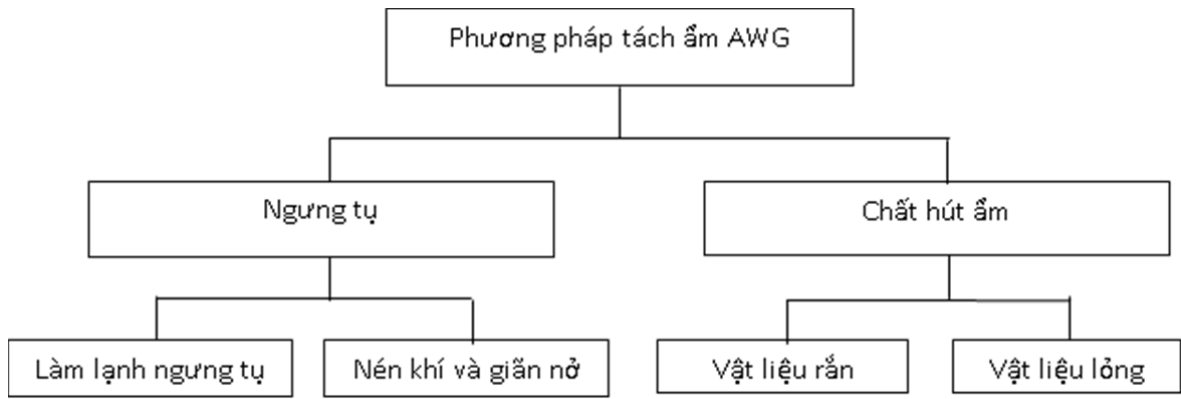 Phương pháp tách ẩm AWG
Ngưng tụ
Chất hút ẩm
Làm lạnh ngưng tụ
Nén khí và giãn nở
Vật liệu rắn
Vật liệu lỏng